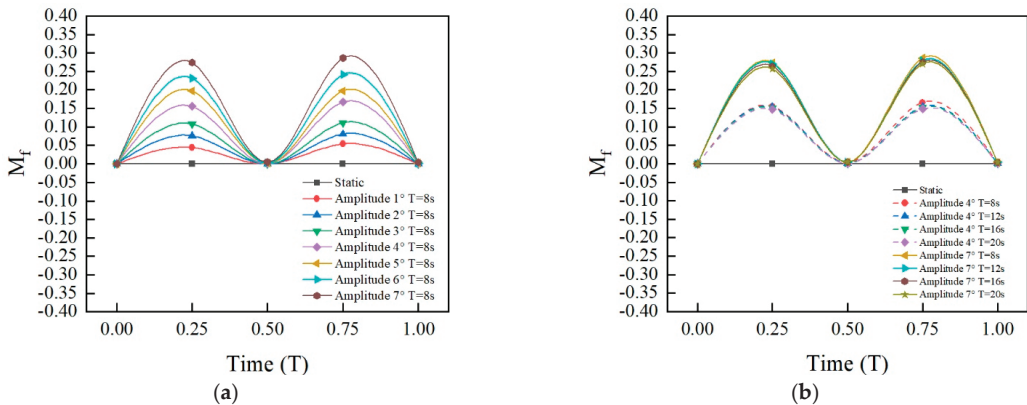 0.40
0.35
0.30
0.25
0.20
0.15
0.10
0.05
0.00
-0.05
-0.10
-0.15
-0.20
-0.25
-0.30
-0.35
-0.40
M_f
Static
Amplitude 1° T=8s
Amplitude 2° T=8s
Amplitude 3° T=8s
Amplitude 4° T=8s
Amplitude 5° T=8s
Amplitude 6° T=8s
Amplitude 7° T=8s
0.00 0.25 0.50 0.75 1.00
Time (T)
(a)
0.40
0.35
0.30
0.25
0.20
0.15
0.10
0.05
0.00
-0.05
-0.10
-0.15
-0.20
-0.25
-0.30
-0.35
-0.40
M_f
Static
Amplitude 4° T=8s
Amplitude 4° T=12s
Amplitude 4° T=16s
Amplitude 4° T=20s
Amplitude 7° T=8s
Amplitude 7° T=12s
Amplitude 7° T=16s
Amplitude 7° T=20s
0.00 0.25 0.50 0.75 1.00
Time (T)
(b)